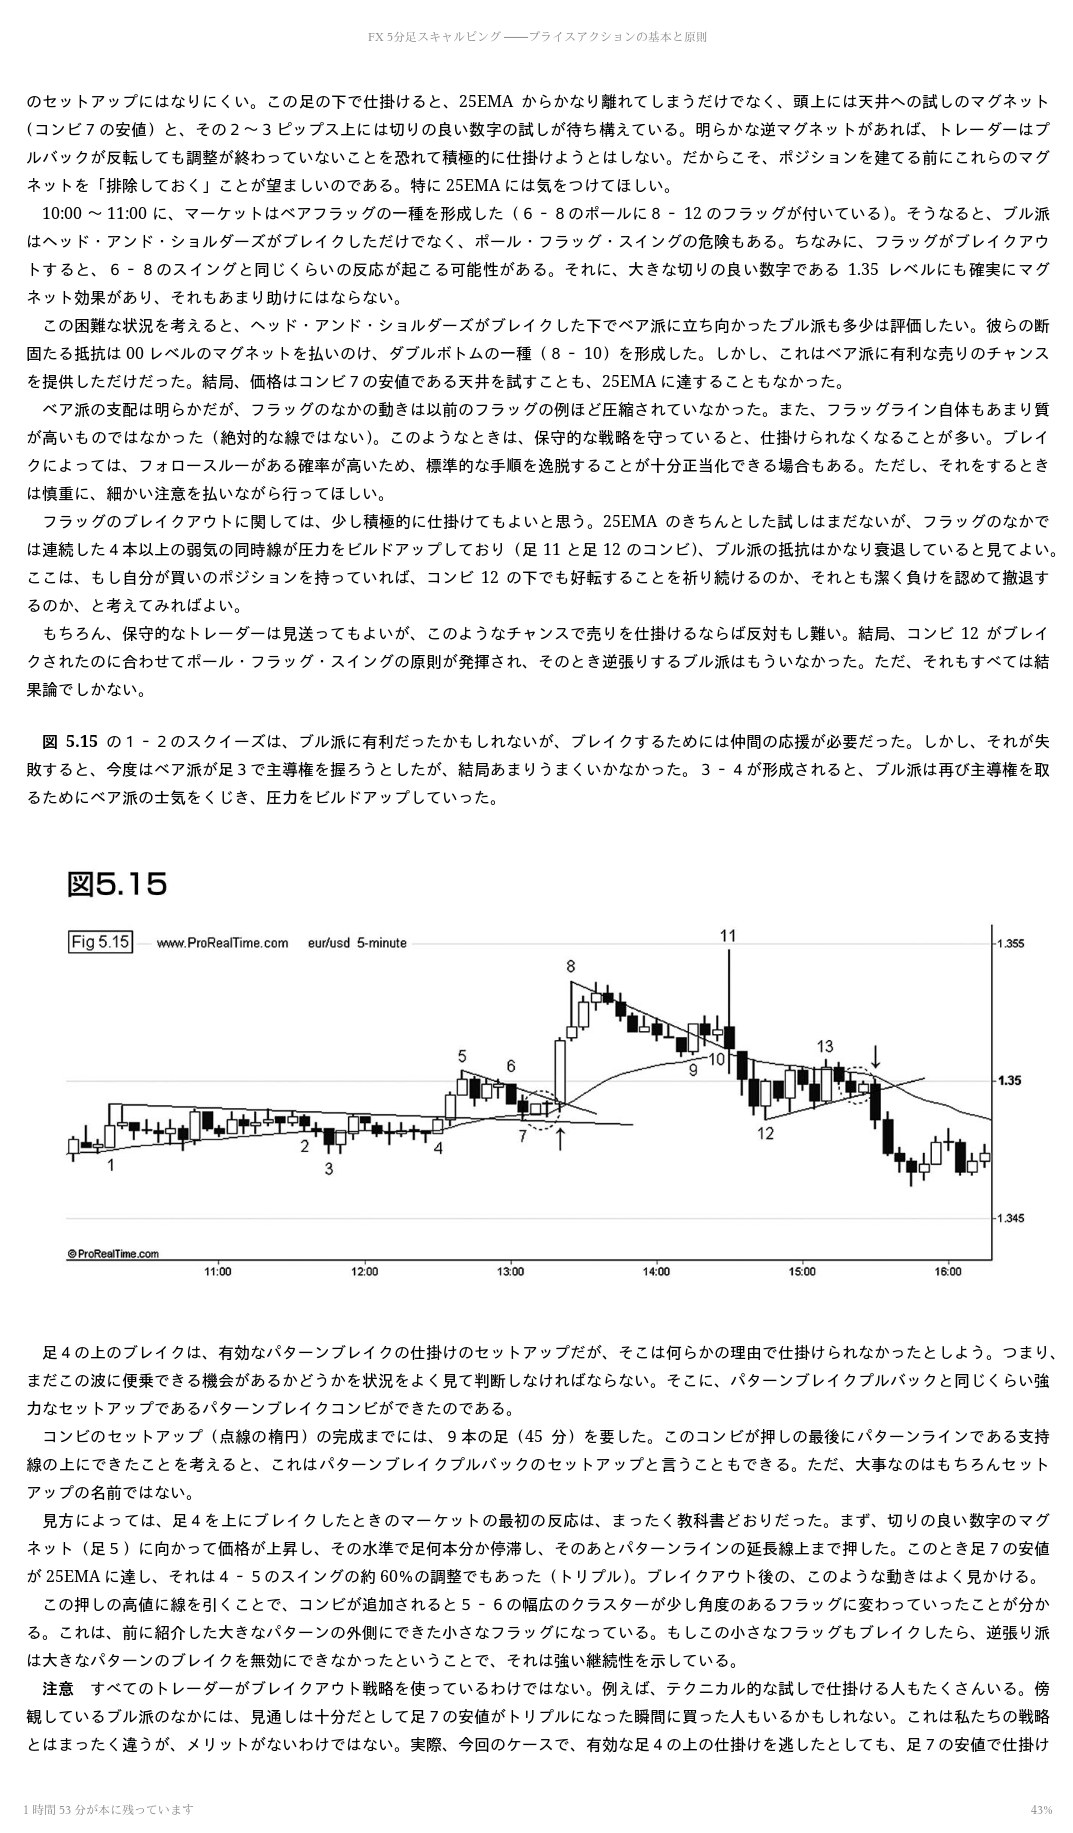 FX 5分足スキャルピング ――プライスアクションの基本と原則
のセットアップにはなりにくい。この足の下で仕掛けると、25EMA からかなり離れてしまうだけでなく、頭上には天井への試しのマグネット
(コンビ７の安値）と、その２～３ピップス上には切りの良い数字の試しが待ち構えている。明らかな逆マグネットがあれば、トレーダーはプ
ルバックが反転しても調整が終わっていないことを恐れて積極的に仕掛けようとはしない。だからこそ、ポジションを建てる前にこれらのマグ
ネットを「排除しておく」ことが望ましいのである。特に 25EMA には気をつけてほしい。
10:00 ～ 11:00 に、マーケットはベアフラッグの一種を形成した（６‐８のポールに８‐12 のフラッグが付いている）。そうなると、ブル派
はヘッド・アンド・ショルダーズがブレイクしただけでなく、ポール・フラッグ・スイングの危険もある。ちなみに、フラッグがブレイクアウ
トすると、６‐８のスイングと同じくらいの反応が起こる可能性がある。それに、大きな切りの良い数字である 1.35 レベルにも確実にマグ
ネット効果があり、それもあまり助けにはならない。
この困難な状況を考えると、ヘッド・アンド・ショルダーズがブレイクした下でベア派に立ち向かったブル派も多少は評価したい。彼らの断
固たる抵抗は 00 レベルのマグネットを払いのけ、ダブルボトムの一種（８‐10）を形成した。しかし、これはベア派に有利な売りのチャンス
を提供しただけだった。結局、価格はコンビ７の安値である天井を試すことも、25EMA に達することもなかった。
ベア派の支配は明らかだが、フラッグのなかの動きは以前のフラッグの例ほど圧縮されていなかった。また、フラッグライン自体もあまり質
が高いものではなかった（絶対的な線ではない）。このようなときは、保守的な戦略を守っていると、仕掛けられなくなることが多い。ブレイ
クによっては、フォロースルーがある確率が高いため、標準的な手順を逸脱することが十分正当化できる場合もある。ただし、それをするとき
は慎重に、細かい注意を払いながら行ってほしい。
フラッグのブレイクアウトに関しては、少し積極的に仕掛けてもよいと思う。25EMA のきちんとした試しはまだないが、フラッグのなかで
は連続した４本以上の弱気の同時線が圧力をビルドアップしており（足 11 と足 12 のコンビ）、ブル派の抵抗はかなり衰退していると見てよい。
ここは、もし自分が買いのポジションを持っていれば、コンビ 12 の下でも好転することを祈り続けるのか、それとも潔く負けを認めて撤退す
るのか、と考えてみればよい。
もちろん、保守的なトレーダーは見送ってもよいが、このようなチャンスで売りを仕掛けるならば反対もし難い。結局、コンビ 12 がブレイ
クされたのに合わせてポール・フラッグ・スイングの原則が発揮され、そのとき逆張りするブル派はもういなかった。ただ、それもすべては結
果論でしかない。
図 5.15 の１‐２のスクイーズは、ブル派に有利だったかもしれないが、ブレイクするためには仲間の応援が必要だった。しかし、それが失
敗すると、今度はベア派が足３で主導権を握ろうとしたが、結局あまりうまくいかなかった。３‐４が形成されると、ブル派は再び主導権を取
るためにベア派の士気をくじき、圧力をビルドアップしていった。
図5.15
Fig 5.15 www.ProRealTime.com eur/usd 5-minute
11
1.355
8
13
5
6
9
10
1.35
7
12
1
2
3
4
1.345
©ProRealTime.com
11:00 12:00 13:00 14:00 15:00 16:00
足４の上のブレイクは、有効なパターンブレイクの仕掛けのセットアップだが、そこは何らかの理由で仕掛けられなかったとしよう。つまり、
まだこの波に便乗できる機会があるかどうかを状況をよく見て判断しなければならない。そこに、パターンブレイクプルバックと同じくらい強
力なセットアップであるパターンブレイクコンビができたのである。
コンビのセットアップ（点線の楕円）の完成までには、９本の足（45 分）を要した。このコンビが押しの最後にパターンラインである支持
線の上にできたことを考えると、これはパターンブレイクプルバックのセットアップと言うこともできる。ただ、大事なのはもちろんセット
アップの名前ではない。
見方によっては、足４を上にブレイクしたときのマーケットの最初の反応は、まったく教科書どおりだった。まず、切りの良い数字のマグ
ネット（足５）に向かって価格が上昇し、その水準で足何本分か停滞し、そのあとパターンラインの延長線上まで押した。このとき足７の安値
が 25EMA に達し、それは４‐５のスイングの約 60%の調整でもあった（トリプル）。ブレイクアウト後の、このような動きはよく見かける。
この押しの高値に線を引くことで、コンビが追加されると５‐６の幅広のクラスターが少し角度のあるフラッグに変わっていったことが分か
る。これは、前に紹介した大きなパターンの外側にできた小さなフラッグになっている。もしこの小さなフラッグもブレイクしたら、逆張り派
は大きなパターンのブレイクを無効にできなかったということで、それは強い継続性を示している。
注意　すべてのトレーダーがブレイクアウト戦略を使っているわけではない。例えば、テクニカル的な試しで仕掛ける人もたくさんいる。傍
観しているブル派のなかには、見通しは十分だとして足７の安値がトリプルになった瞬間に買った人もいるかもしれない。これは私たちの戦略
とはまったく違うが、メリットがないわけではない。実際、今回のケースで、有効な足４の上の仕掛けを逃したとしても、足７の安値で仕掛け
1 時間 53 分が本に残っています
43%